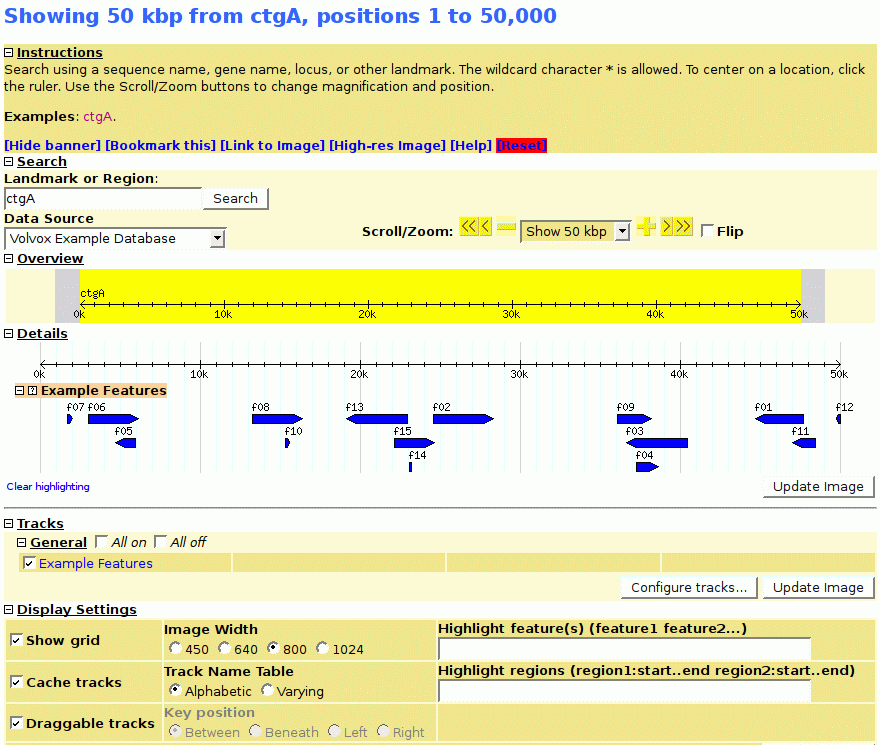 Showing 50 kbp from ctgA, positions 1 to 50,000
Instructions
Search using a sequence name, gene name, locus, or other landmark. The wildcard character * is allowed. To center on a location, click
the ruler. Use the Scroll/Zoom buttons to change magnification and position.
Examples: ctgA.
[Hide banner] [Bookmark this] [Link to Image] [High-res Image] [Help] [Reset]
Search
Landmark or Region:
ctgA Search
Data Source
Volvox Example Database Scroll/Zoom: << < Show 50 kbp > >> Flip
Overview
ctgA
0k 10k 20k 30k 40k 50k
Details
0k 10k 20k 30k 40k 50k
? Example Features
f07 f06 f08 f13 f02 f09 f01 f12
f05 f10 f15 f03 f11
f14 f04
Clear highlighting
Update Image
Tracks
General All on All off
Example Features
Configure tracks... Update Image
Display Settings
Show grid
Image Width
450 640 800 1024
Highlight feature(s) (feature1 feature2...)
Cache tracks
Track Name Table
Alphabetic Varying
Highlight regions (region1:start..end region2:start..end)
Draggable tracks
Key position
Between Beneath Left Right